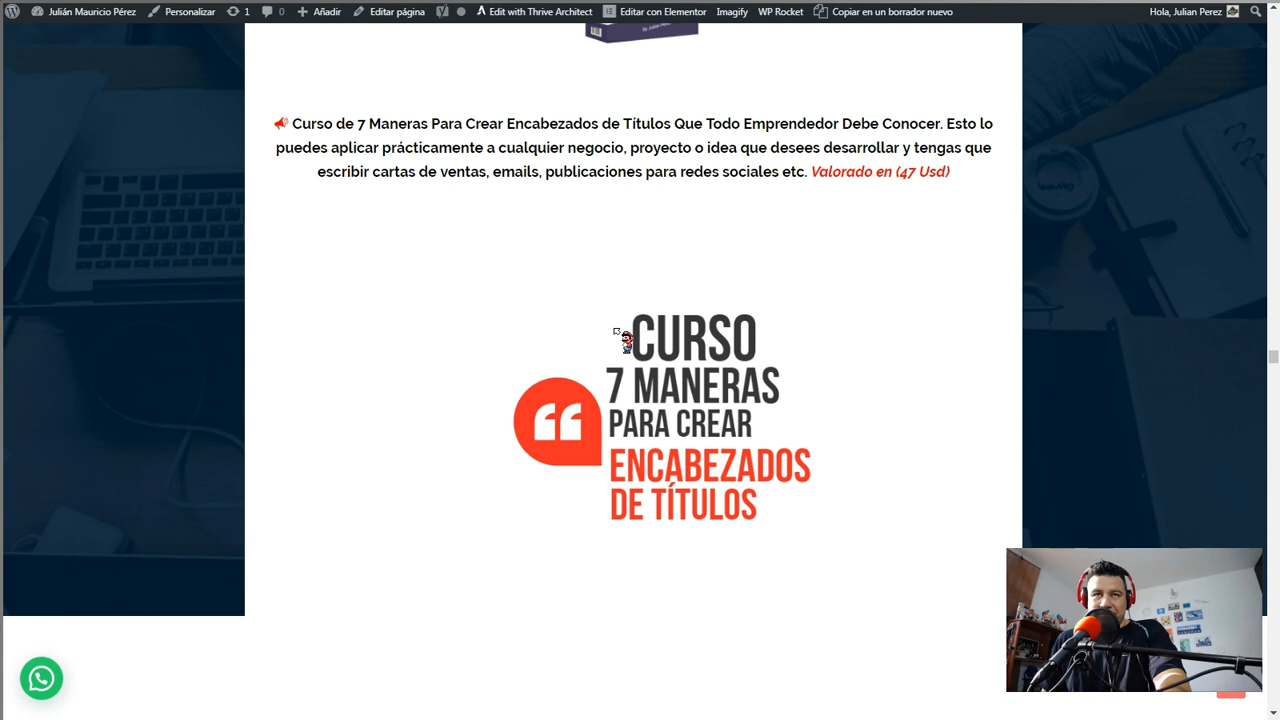 Julián Mauricio Pérez Personalizar 1 0 Añadir Editar página Edit with Thrive Architect Editar con Elementor Imagify WP Rocket Copiar en un borrador nuevo Hola, Julian Perez
Curso de 7 Maneras Para Crear Encabezados de Títulos Que Todo Emprendedor Debe Conocer. Esto lo
puedes aplicar prácticamente a cualquier negocio, proyecto o idea que desees desarrollar y tengas que
escribir cartas de ventas, emails, publicaciones para redes sociales etc. Valorado en (47 Usd)
CURSO
7 MANERAS
PARA CREAR
ENCABEZADOS
DE TÍTULOS